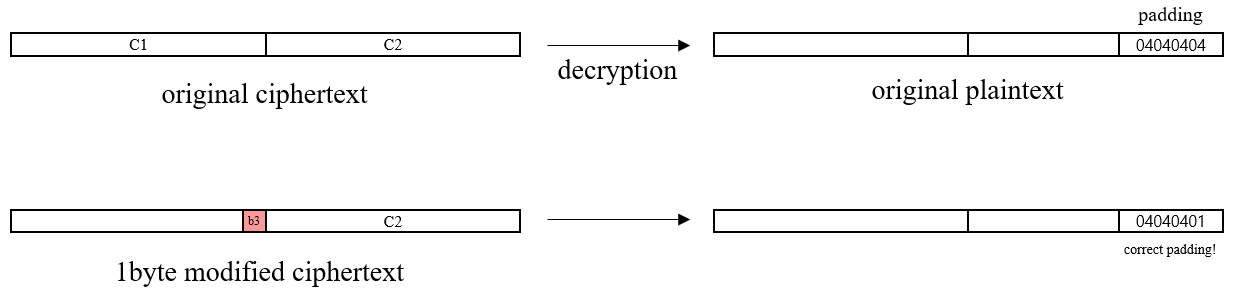 padding
C1 C2 04040404
decryption
original ciphertext original plaintext
b3 C2 04040401
correct padding!
1byte modified ciphertext